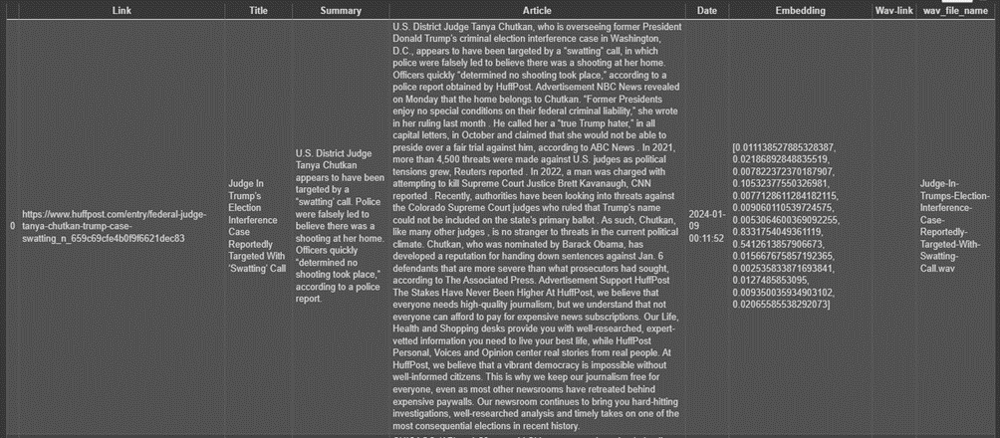 Link Title Summary Article Date Embedding Wav-link wav_file_name
0
https://www.huffpost.com/entry/federal-judge-
tanya-chutkan-trump-case-
swatting_n_659c69cfe4b0f9f6621dec83
Judge In
Trump's
Election
Interference
Case
Reportedly
Targeted With
'Swatting' Call
U.S. District Judge
Tanya Chutkan
appears to have been
targeted by a
“swatting' call. Police
were falsely led to
believe there was a
shooting at her home.
Officers quickly
"determined no
shooting took place,"
according to a police
report.
U.S. District Judge Tanya Chutkan, who is overseeing former President
Donald Trump's criminal election interference case in Washington,
D.C., appears to have been targeted by a “swatting” call, in which
police were falsely led to believe there was a shooting at her home.
Officers quickly “determined no shooting took place,” according to a
police report obtained by HuffPost. Advertisement NBC News revealed
on Monday that the home belongs to Chutkan. “Former Presidents
enjoy no special conditions on their federal criminal liability,” she wrote
in her ruling last month . He called her a “true Trump hater,” in all
capital letters, in October and claimed that she would not be able to
preside over a fair trial against him, according to ABC News . In 2021,
more than 4,500 threats were made against U.S. judges as political
tensions grew, Reuters reported . In 2022, a man was charged with
attempting to kill Supreme Court Justice Brett Kavanaugh, CNN
reported . Recently, authorities have been looking into threats against
the Colorado Supreme Court judges who ruled that Trump's name
could not be included on the state's primary ballot . As such, Chutkan,
like many other judges , is no stranger to threats in the current political
climate. Chutkan, who was nominated by Barack Obama, has
developed a reputation for handing down sentences against Jan. 6
defendants that are more severe than what prosecutors had sought,
according to The Associated Press. Advertisement Support HuffPost
The Stakes Have Never Been Higher At HuffPost, we believe that
everyone needs high-quality journalism, but we understand that not
everyone can afford to pay for expensive news subscriptions. Our Life,
Health and Shopping desks provide you with well-researched, expert-
vetted information you need to live your best life, while HuffPost
Personal, Voices and Opinion center real stories from real people. At
HuffPost, we believe that a vibrant democracy is impossible without
well-informed citizens. This is why we keep our journalism free for
everyone, even as most other newsrooms have retreated behind
expensive paywalls. Our newsroom continues to bring you hard-hitting
investigations, well-researched analysis and timely takes on one of the
most consequential elections in recent history.
2024-01-
09
00:11:52
[0.011138527885328387,
0.02186892848835519,
0.007822372370187907,
0.10532377550326981,
0.0077128611284182115,
0.009060110539724575,
0.0053064600369092255,
0.8331754049361119,
0.5412613857906673,
0.015667675857192365,
0.002535833871693841,
0.0127485853095,
0.009350035934903102,
0.02065585538292073]
Judge-In-
Trumps-Election-
Interference-
Case-
Reportedly-
Targeted-With-
Swatting-
Call.wav